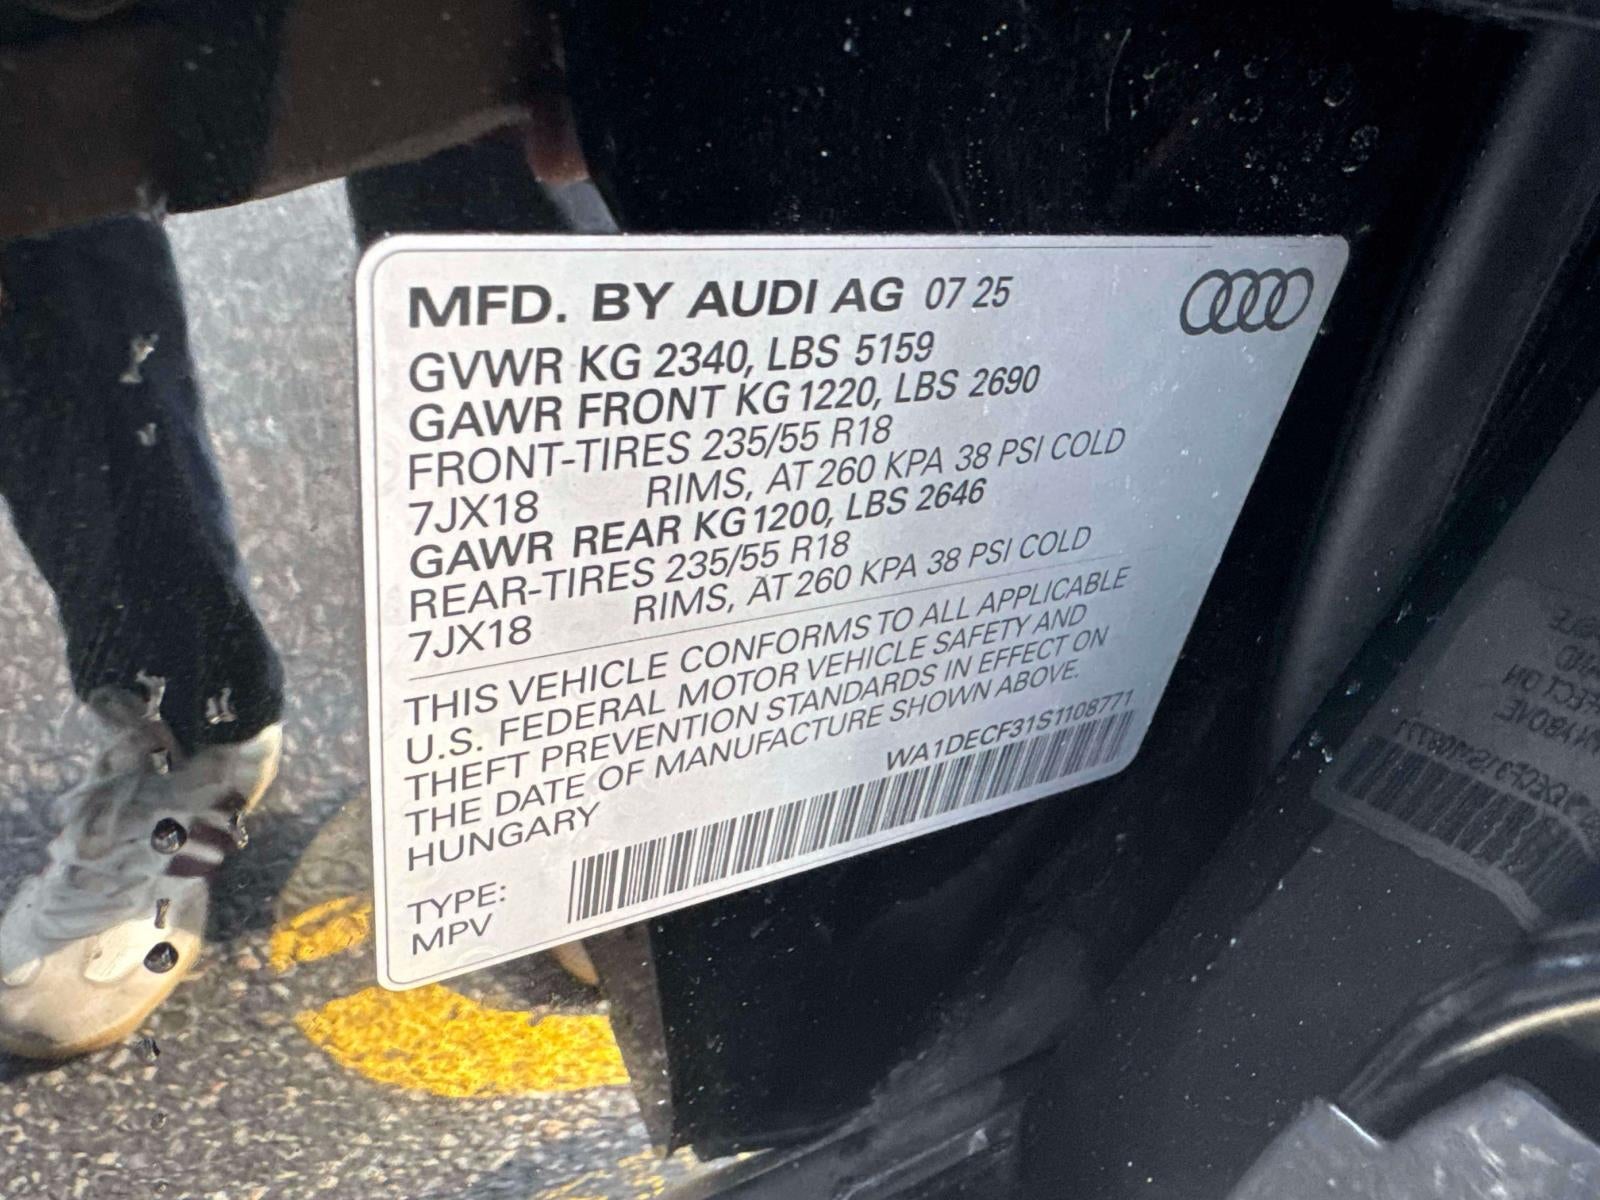 MFD. BY AUDI AG 07 25
GVWR KG 2340, LBS 5159
GAWR FRONT KG 1220, LBS 2690
FRONT-TIRES 235/55 R18
7JX18 RIMS, AT 260 KPA 38 PSI COLD
GAWR REAR KG 1200, LBS 2646
REAR-TIRES 235/55 R18
7JX18 RIMS, AT 260 KPA 38 PSI COLD
THIS VEHICLE CONFORMS TO ALL APPLICABLE
U.S. FEDERAL MOTOR VEHICLE SAFETY AND
THEFT PREVENTION STANDARDS IN EFFECT ON
THE DATE OF MANUFACTURE SHOWN ABOVE.
HUNGARY
WA1DECF31S1108771
TYPE:
MPV